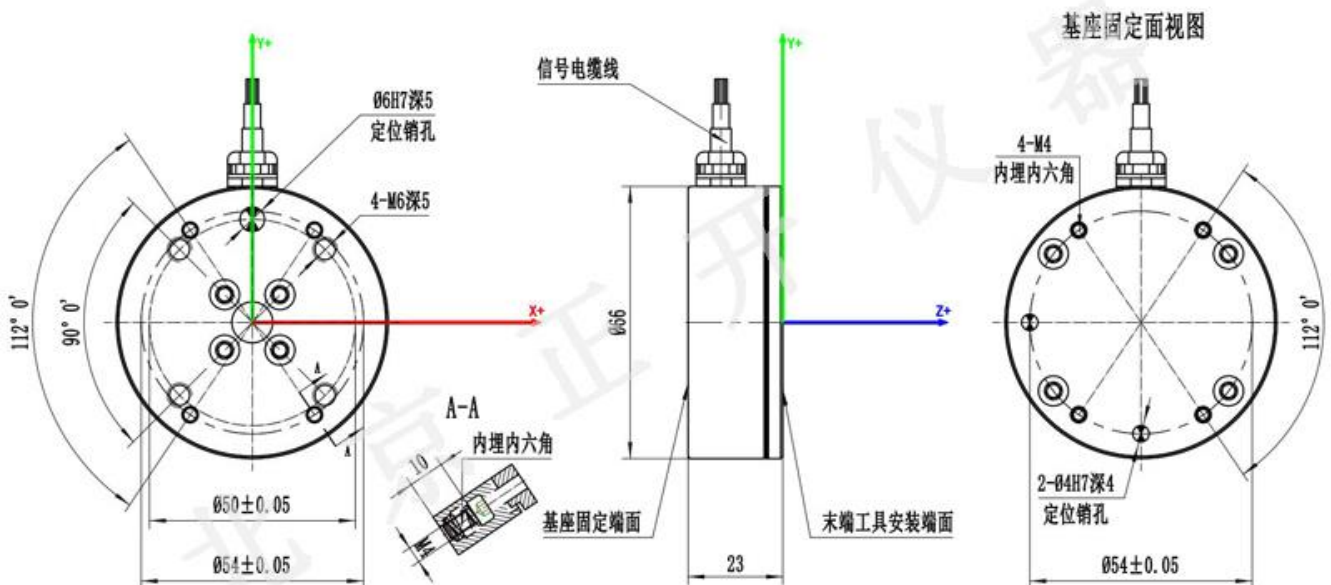 基座固定面视图
Y+
Y+
信号电缆线
Ø6H7深5
定位销孔
4-M4
内埋内六角
4-M6深5
112° 0'
90° 0'
X+
Ø66
Z+
112° 0'
A
A
A-A
内埋内六角
10
M4
2-Ø4H7深4
定位销孔
Ø50±0.05
基座固定端面
末端工具安装端面
Ø54±0.05
23
Ø54±0.05
北京正开仪器